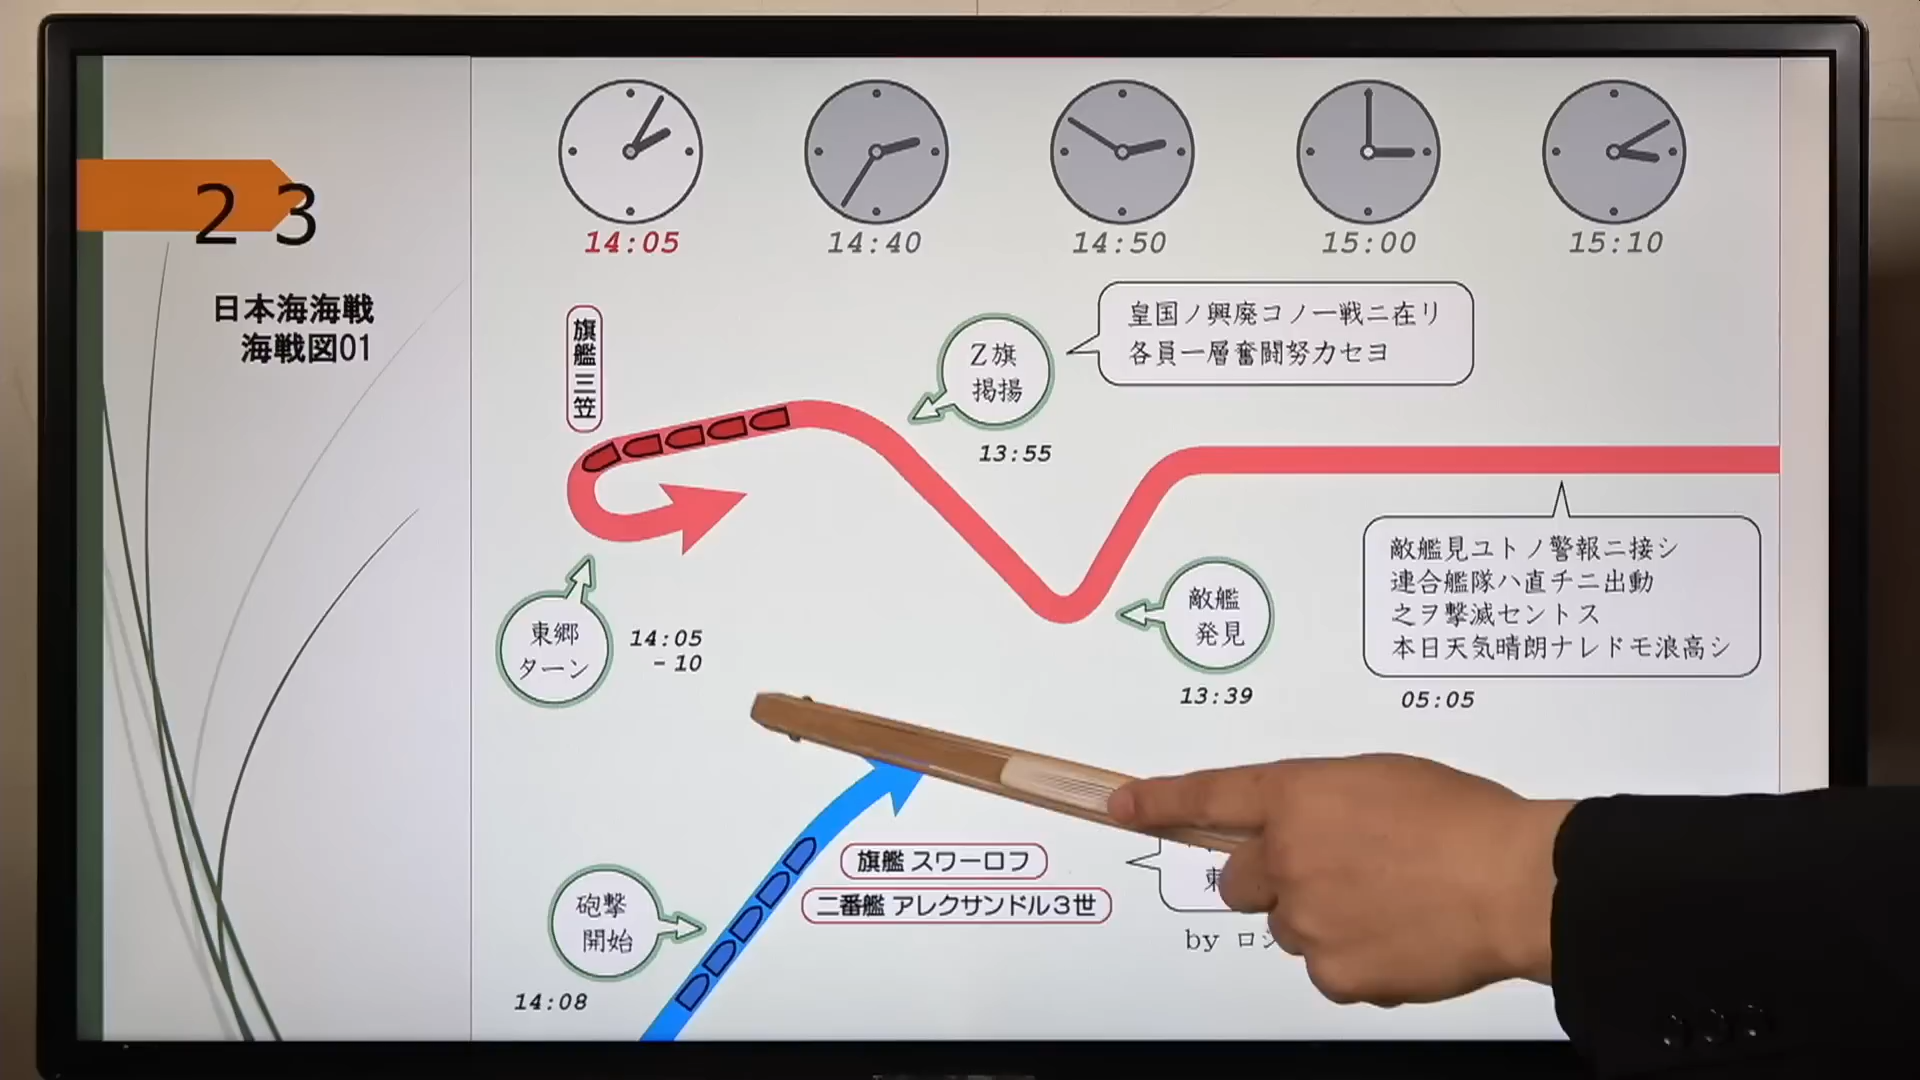 23
日本海海戦
海戦図01
14:05
14:40
14:50
15:00
15:10
旗艦三笠
Z旗
掲揚
13:55
皇国ノ興廃コノ一戦ニ在リ
各員一層奮闘努力セヨ
敵艦見ユトノ警報ニ接シ
連合艦隊ハ直チニ出動
之ヲ撃滅セントス
本日天気晴朗ナレドモ浪高シ
05:05
敵艦
発見
13:39
東郷
ターン
14:05
-10
旗艦 スワーロフ
二番艦 アレクサンドル3世
砲撃
開始
14:08
by ロジ